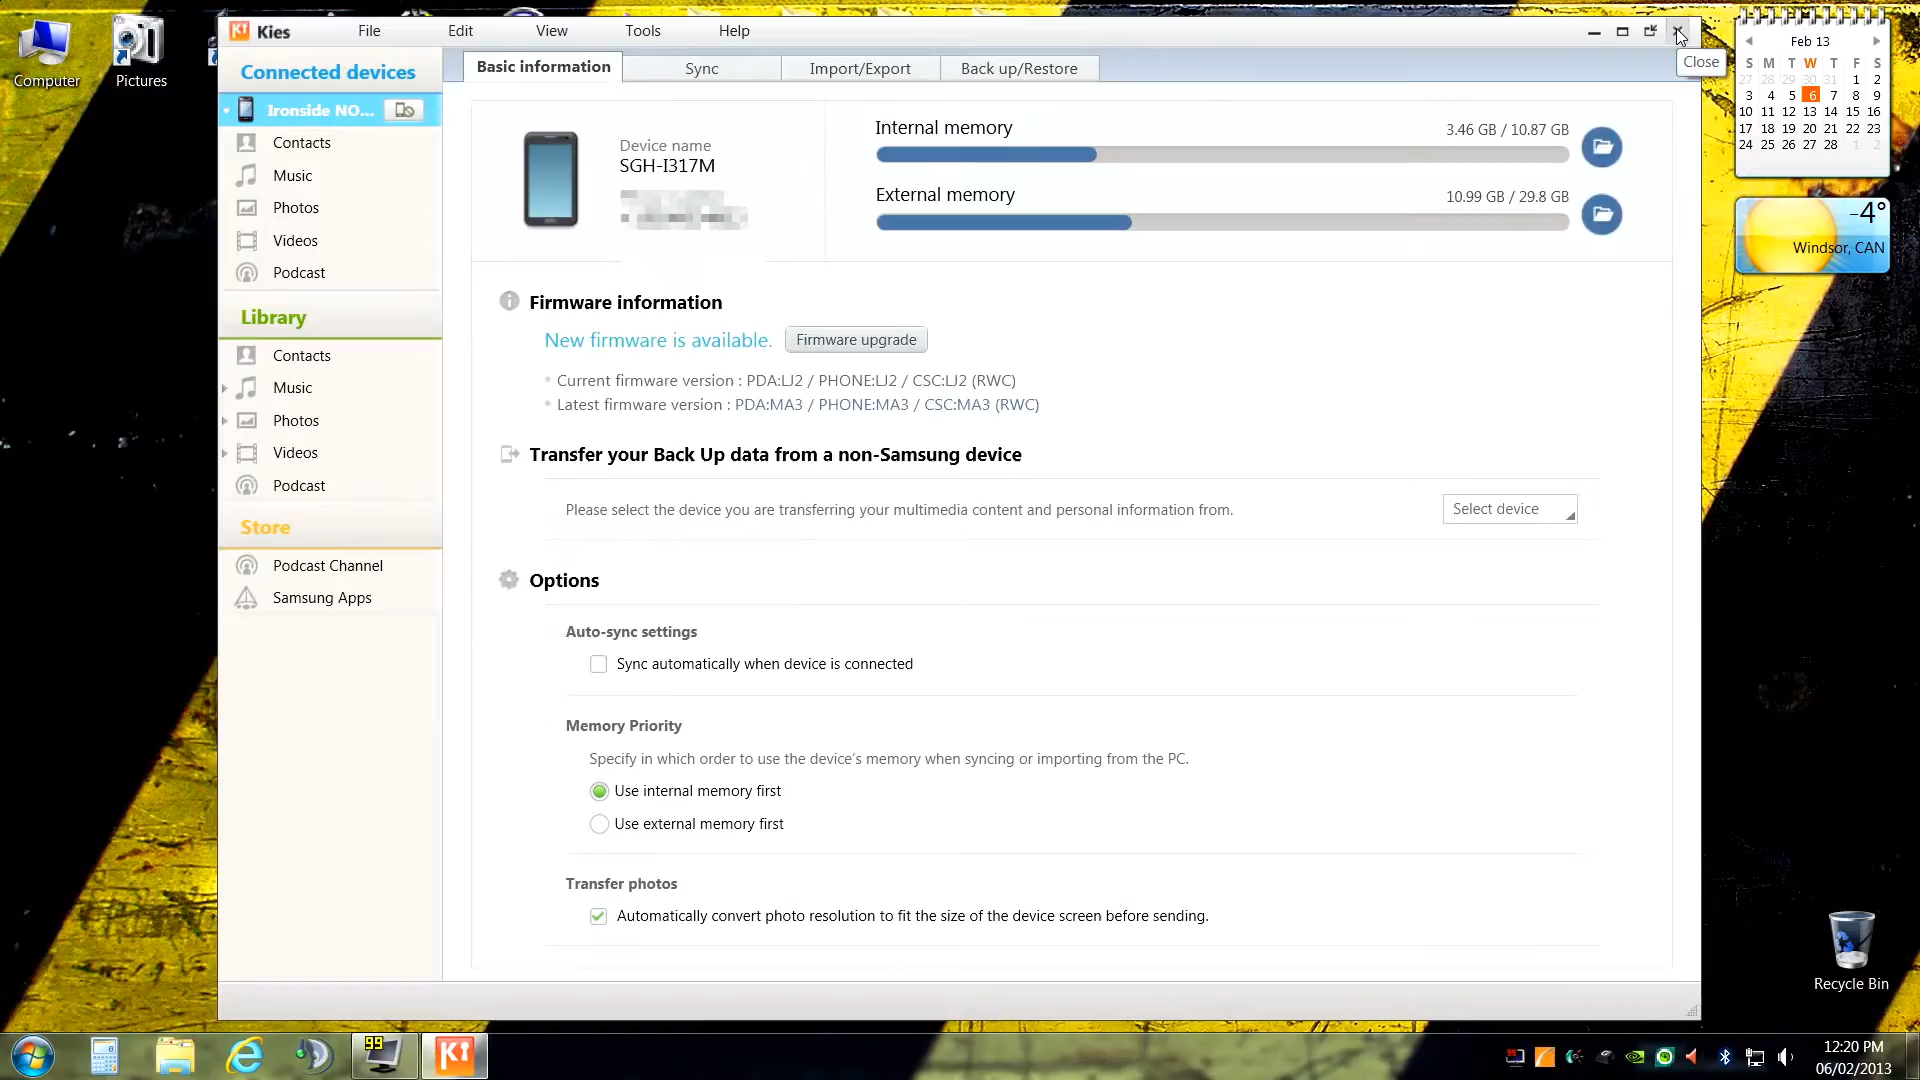 Computer
Pictures
Kies
File
Edit
View
Tools
Help
Close
Connected devices
Ironside NO...
Contacts
Music
Photos
Videos
Podcast
Library
Contacts
Music
Photos
Videos
Podcast
Store
Podcast Channel
Samsung Apps
Basic information
Sync
Import/Export
Back up/Restore
Device name
SGH-I317M
Internal memory
3.46 GB / 10.87 GB
External memory
10.99 GB / 29.8 GB
Firmware information
New firmware is available.
Firmware upgrade
Current firmware version : PDA:LJ2 / PHONE:LJ2 / CSC:LJ2 (RWC)
Latest firmware version : PDA:MA3 / PHONE:MA3 / CSC:MA3 (RWC)
Transfer your Back Up data from a non-Samsung device
Please select the device you are transferring your multimedia content and personal information from.
Select device
Options
Auto-sync settings
Sync automatically when device is connected
Memory Priority
Specify in which order to use the device's memory when syncing or importing from the PC.
Use internal memory first
Use external memory first
Transfer photos
Automatically convert photo resolution to fit the size of the device screen before sending.
Feb 13
S M T W T F S
27 28 29 30 31 1 2
3 4 5 6 7 8 9
10 11 12 13 14 15 16
17 18 19 20 21 22 23
24 25 26 27 28 1 2
-4°
Windsor, CAN
Recycle Bin
99
12:20 PM
06/02/2013